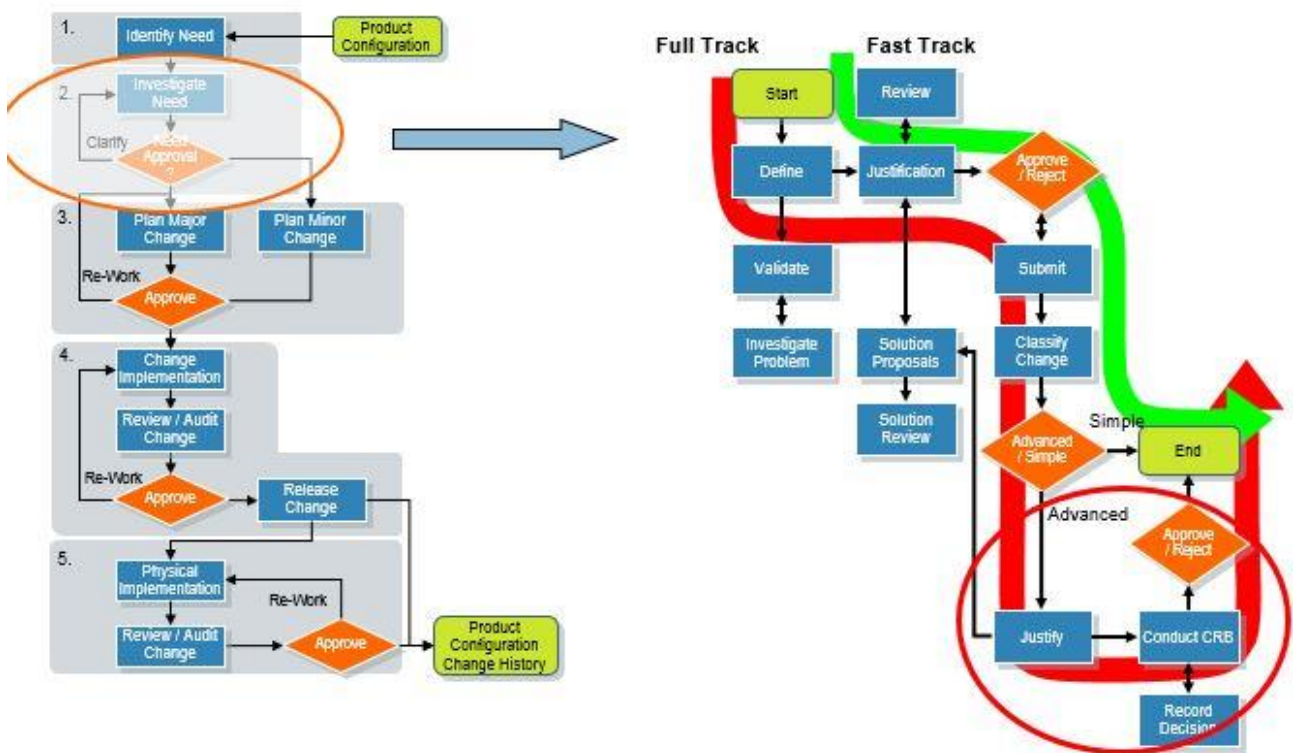 1.
Identify Need
Product
Configuration
2.
Investigate
Need
Clarify
Need
Approval
?
3.
Plan Major
Change
Plan Minor
Change
Re-Work
Approve
4.
Change
Implementation
Review / Audit
Change
Re-Work
Approve
Release
Change
5.
Physical
Implementation
Re-Work
Review / Audit
Change
Approve
Product
Configuration
Change History
Full Track
Fast Track
Start
Review
Define
Justification
Approve
/ Reject
Validate
Submit
Investigate
Problem
Solution
Proposals
Classify
Change
Solution
Review
Simple
Advanced
/ Simple
End
Advanced
Approve
/ Reject
Justify
Conduct CRB
Record
Decision